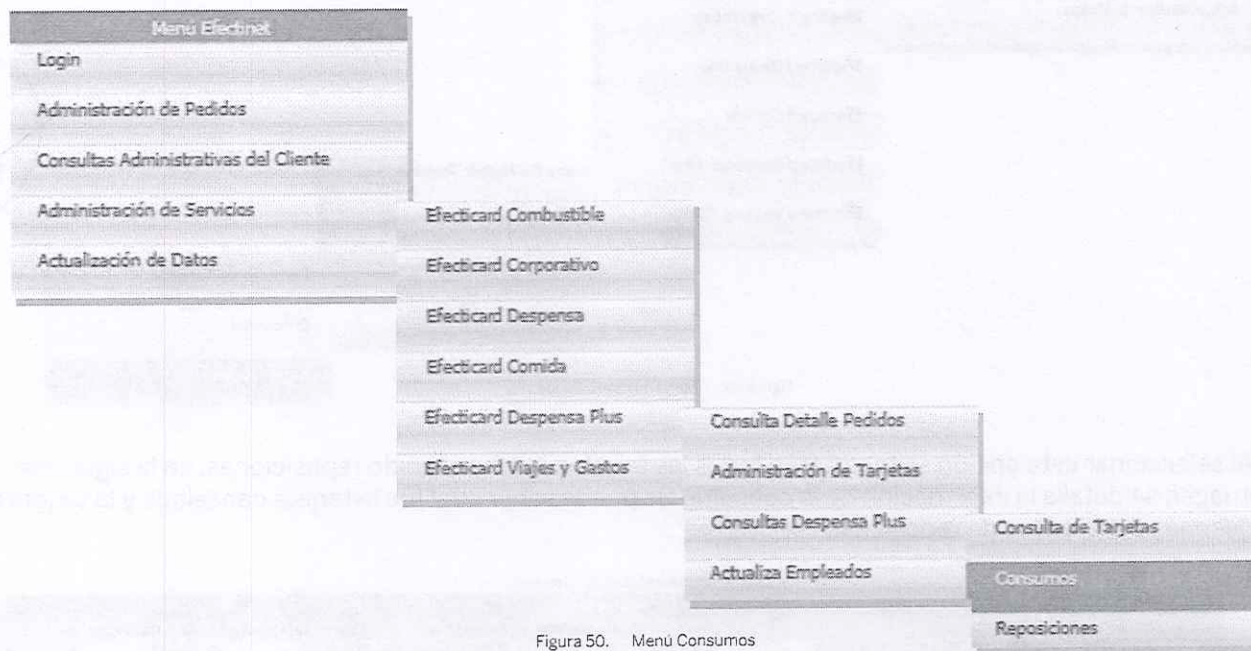 Menú Efectinet
Login
Administración de Pedidos
Consultas Administrativas del Cliente
Administración de Servicios
Actualización de Datos
Efecticard Combustible
Efecticard Corporativo
Efecticard Despensa
Efecticard Comida
Efecticard Despensa Plus
Efecticard Viajes y Gastos
Consulta Detalle Pedidos
Administración de Tarjetas
Consultas Despensa Plus
Actualiza Empleados
Consulta de Tarjetas
Consumos
Reposiciones
Figura 50. Menú Consumos